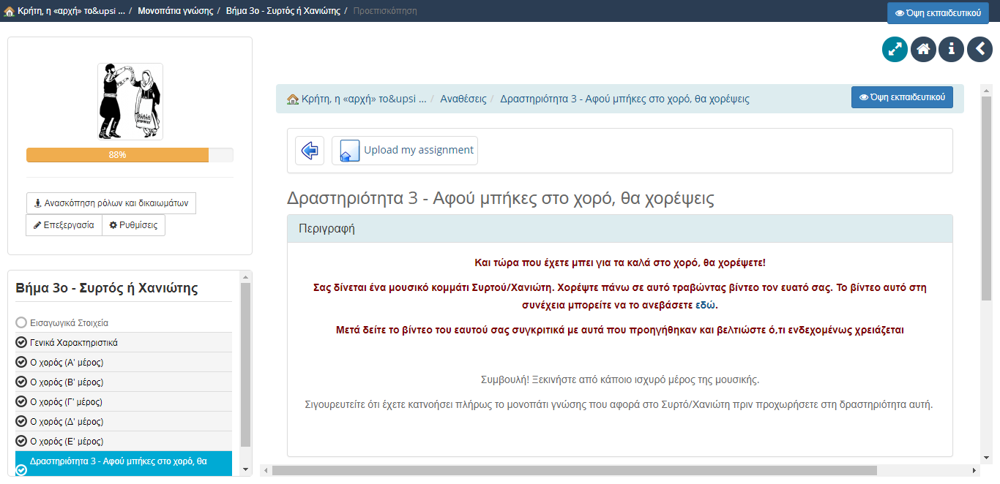 Κρήτη, η «αρχή» το&upsi ... / Μονοπάτια γνώσης / Βήμα 3ο - Συρτός ή Χανιώτης / Προεπισκόπηση
Όψη εκπαιδευτικού
88%
Ανασκόπηση ρόλων και δικαιωμάτων
Επεξεργασία Ρυθμίσεις
Βήμα 3ο - Συρτός ή Χανιώτης
Εισαγωγικά Στοιχεία
Γενικά Χαρακτηριστικά
Ο χορός (Α' μέρος)
Ο χορός (Β' μέρος)
Ο χορός (Γ' μέρος)
Ο χορός (Δ' μέρος)
Ο χορός (Ε' μέρος)
Δραστηριότητα 3 - Αφού μπήκες στο χορό, θα
Κρήτη, η «αρχή» το&upsi ... / Αναθέσεις / Δραστηριότητα 3 - Αφού μπήκες στο χορό, θα χορέψεις
Όψη εκπαιδευτικού
Upload my assignment
Δραστηριότητα 3 - Αφού μπήκες στο χορό, θα χορέψεις
Περιγραφή
Και τώρα που έχετε μπει για τα καλά στο χορό, θα χορέψετε!
Σας δίνεται ένα μουσικό κομμάτι Συρτού/Χανιώτη. Χορέψτε πάνω σε αυτό τραβώντας βίντεο τον ευατό σας. Το βίντεο αυτό στη
συνέχεια μπορείτε να το ανεβάσετε εδώ.
Μετά δείτε το βίντεο του εαυτού σας συγκριτικά με αυτά που προηγήθηκαν και βελτιώστε ό,τι ενδεχομένως χρειάζεται
Συμβουλή! Ξεκινήστε από κάποιο ισχυρό μέρος της μουσικής.
Σιγουρευτείτε ότι έχετε κατνοήσει πλήρως το μονοπάτι γνώσης που αφορά στο Συρτό/Χανιώτη πριν προχωρήσετε στη δραστηριότητα αυτή.